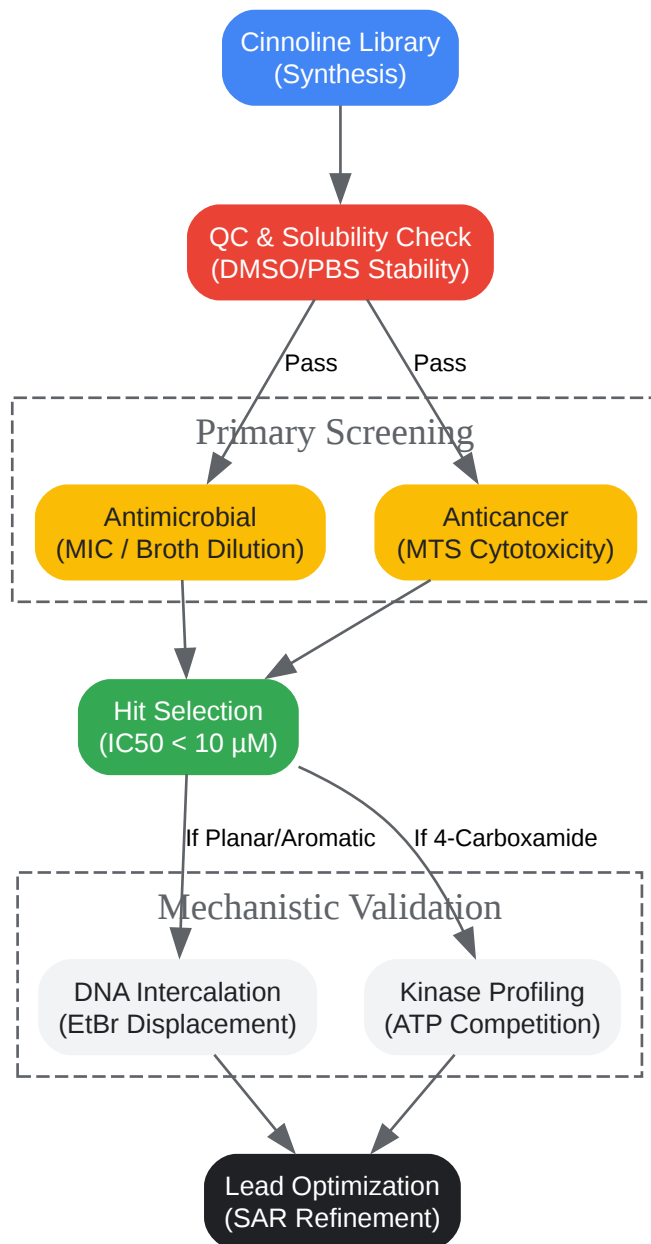 Cinnoline Library
(Synthesis)
QC & Solubility Check
(DMSO/PBS Stability)
Pass
Pass
Primary Screening
Antimicrobial
(MIC / Broth Dilution)
Anticancer
(MTS Cytotoxicity)
Hit Selection
(IC50 < 10 µM)
If Planar/Aromatic
If 4-Carboxamide
Mechanistic Validation
DNA Intercalation
(EtBr Displacement)
Kinase Profiling
(ATP Competition)
Lead Optimization
(SAR Refinement)